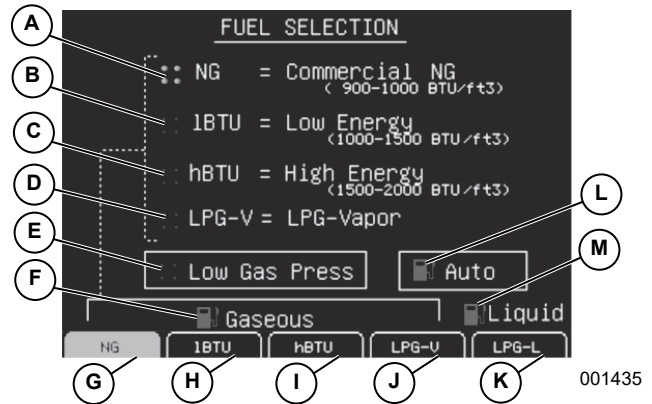 A
FUEL SELECTION
NG = Commercial NG
( 900-1000 BTU/ft3)
B
lBTU = Low Energy
(1000-1500 BTU/ft3)
C
hBTU = High Energy
(1500-2000 BTU/ft3)
D
LPG-V = LPG-Vapor
L
E
Low Gas Press
Auto
M
F
Gaseous
Liquid
NG
lBTU
hBTU
LPG-V
LPG-L
G
H
I
J
K
001435